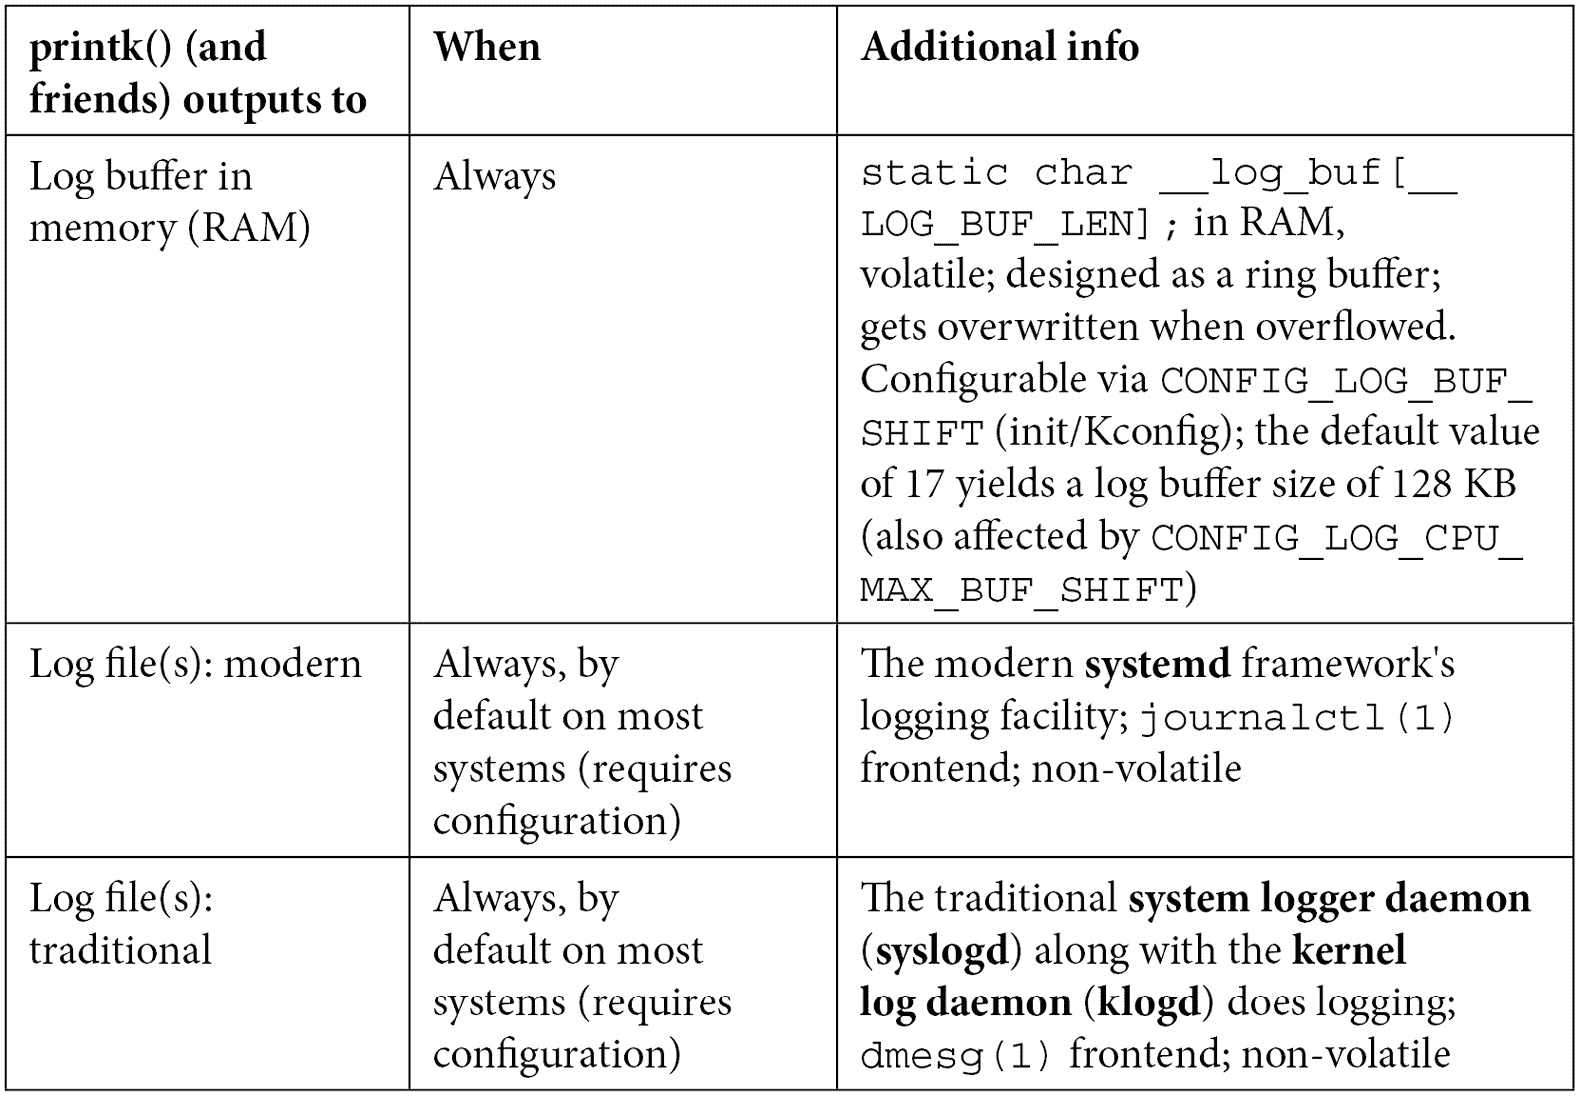 printk() (and
friends) outputs to
When
Additional info
Log buffer in
memory (RAM)
Always
static char __log_buf[__
LOG_BUF_LEN]; in RAM,
volatile; designed as a ring buffer;
gets overwritten when overflowed.
Configurable via CONFIG_LOG_BUF_
SHIFT (init/Kconfig); the default value
of 17 yields a log buffer size of 128 KB
(also affected by CONFIG_LOG_CPU_
MAX_BUF_SHIFT)
Log file(s): modern
Always, by
default on most
systems (requires
configuration)
The modern systemd framework's
logging facility; journalctl(1)
frontend; non-volatile
Log file(s):
traditional
Always, by
default on most
systems (requires
configuration)
The traditional system logger daemon
(syslogd) along with the kernel
log daemon (klogd) does logging;
dmesg(1) frontend; non-volatile